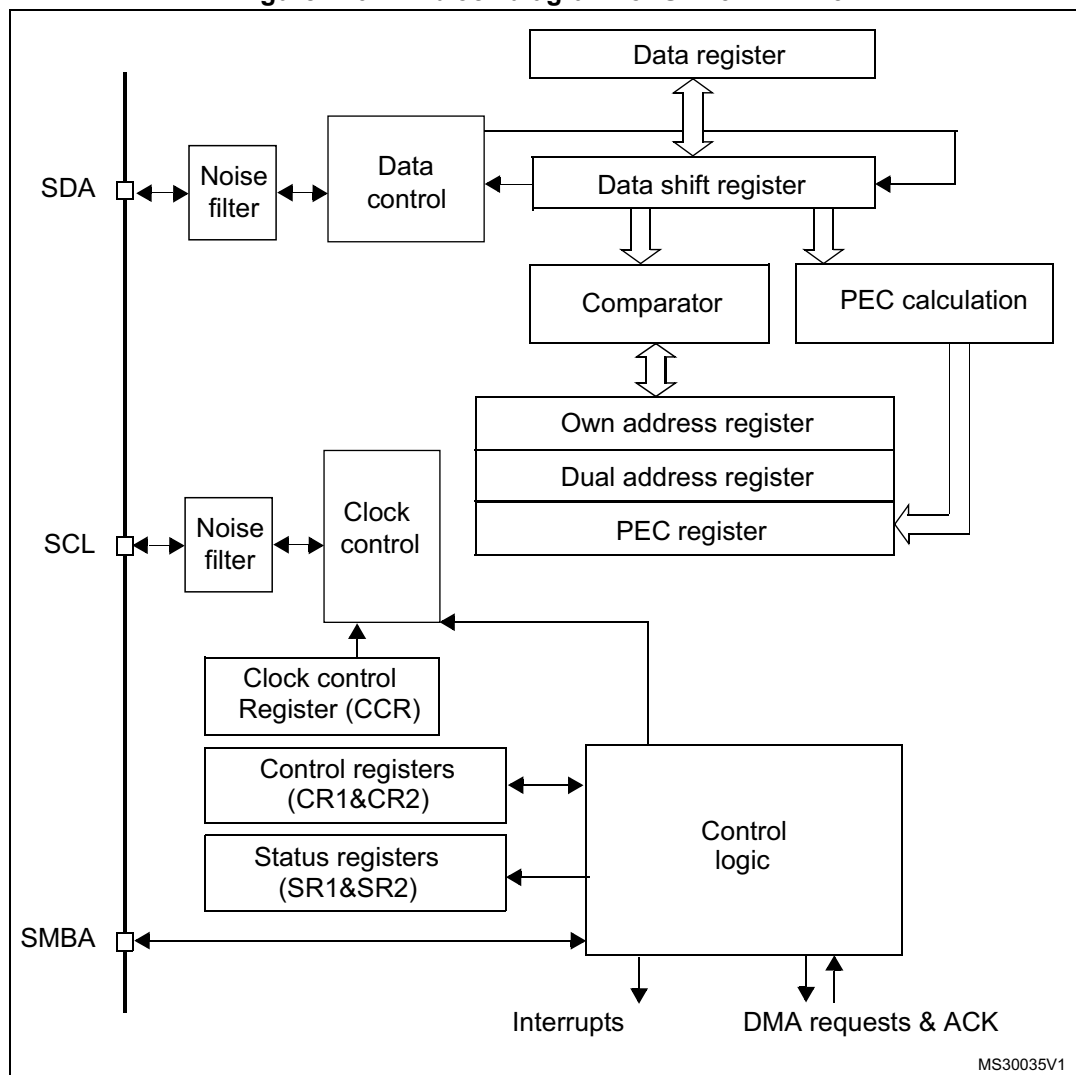 Data register
Data
control
Noise
filter
SDA
Data shift register
Comparator
PEC calculation
Own address register
Dual address register
PEC register
Clock
control
Noise
filter
SCL
Clock control
Register (CCR)
Control registers
(CR1&CR2)
Control
logic
Status registers
(SR1&SR2)
SMBA
Interrupts
DMA requests & ACK
MS30035V1